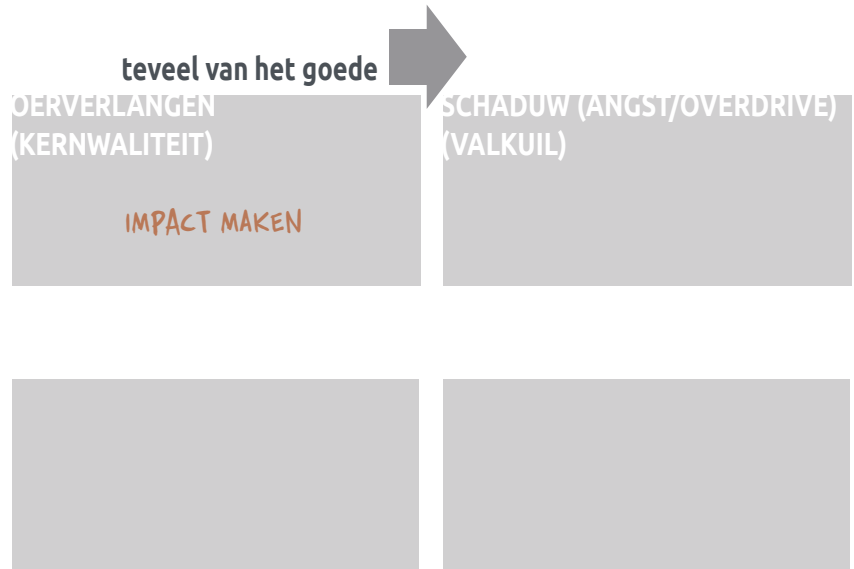 teveel van het goede
OERVERLANGEN
(KERNWALITEIT)
SCHADUW (ANGST/OVERDRIVE)
(VALKUIL)
IMPACT MAKEN